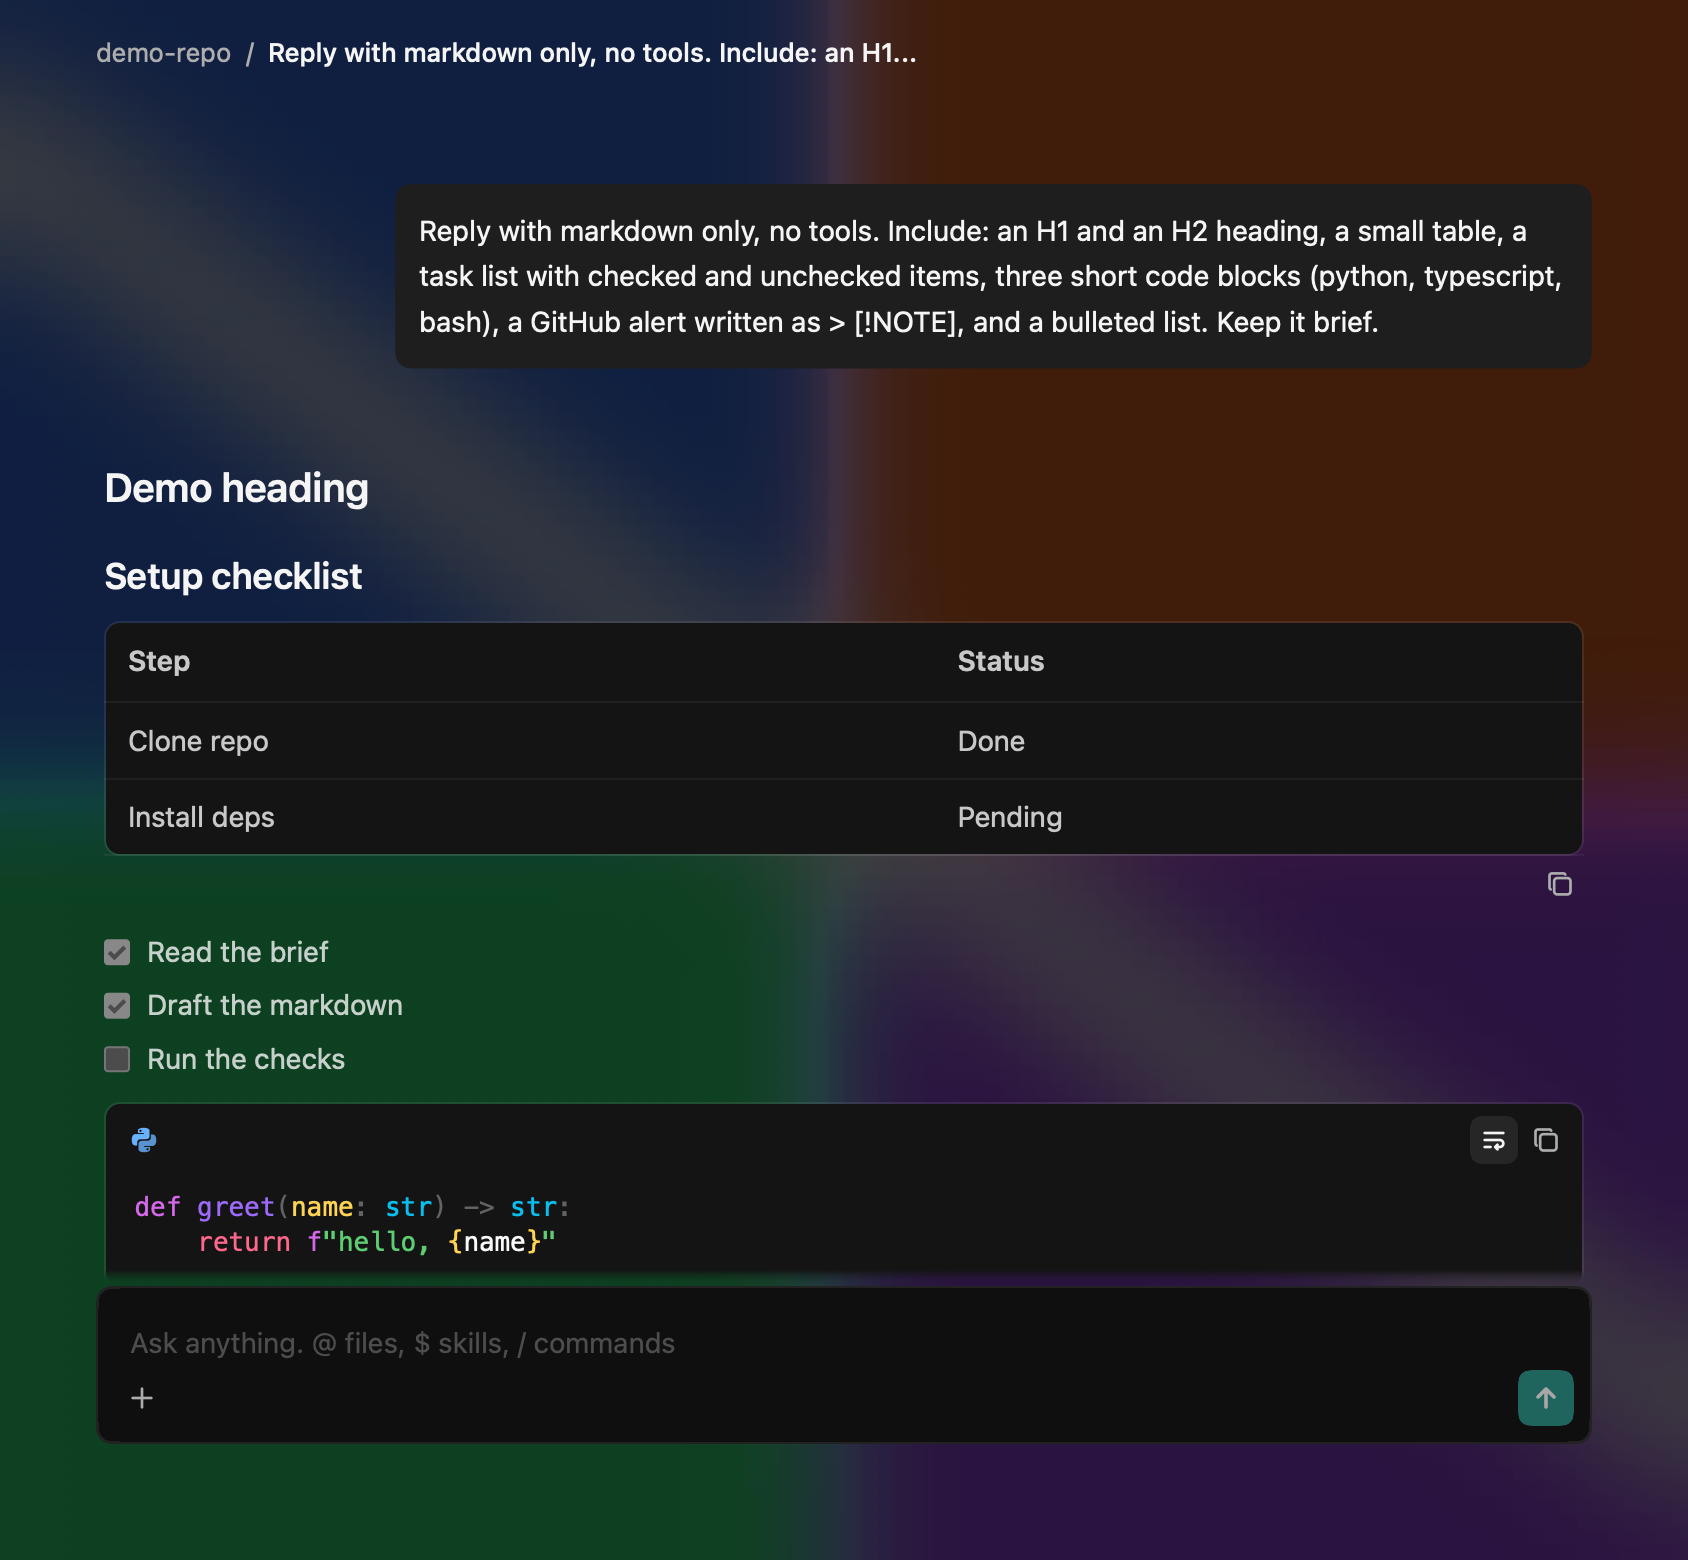 demo-repo / Reply with markdown only, no tools. Include: an H1...
Reply with markdown only, no tools. Include: an H1 and an H2 heading, a small table, a
task list with checked and unchecked items, three short code blocks (python, typescript,
bash), a GitHub alert written as > [!NOTE], and a bulleted list. Keep it brief.
Demo heading
Setup checklist
Step Status
Clone repo Done
Install deps Pending
Read the brief
Draft the markdown
Run the checks
def greet(name: str) -> str:
    return f"hello, {name}"
Ask anything. @ files, $ skills, / commands